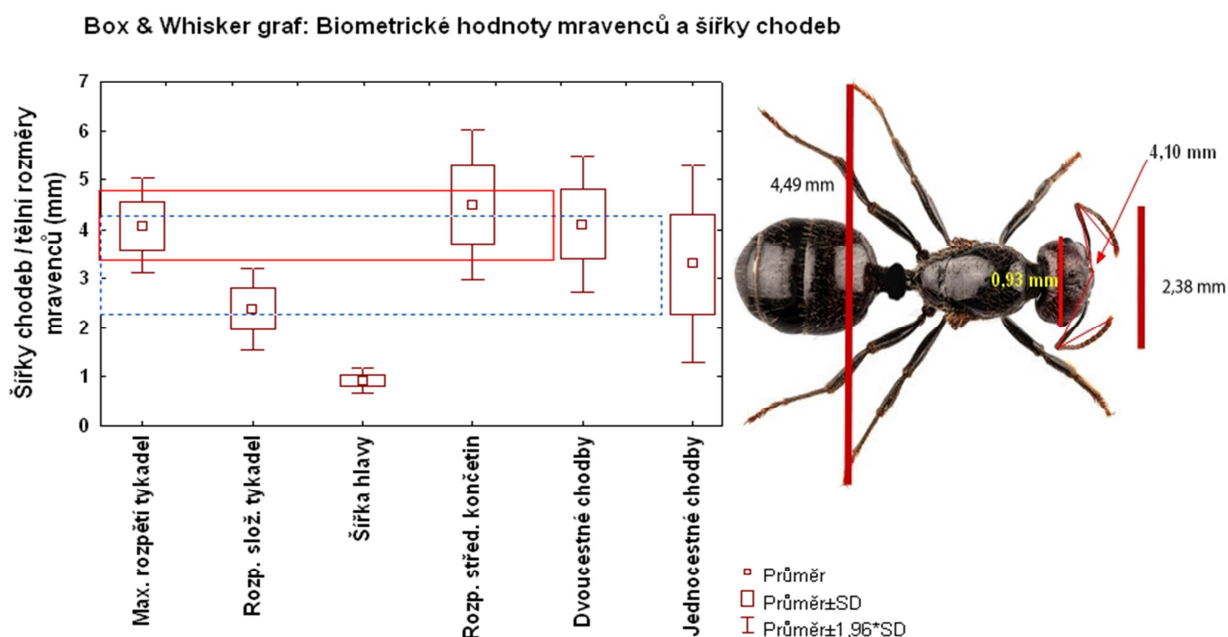 Box & Whisker graf: Biometrické hodnoty mravenců a šířky chodeb
Šířky chodeb / tělní rozměry
mravenců (mm)
7
6
5
4
3
2
1
0
Max. rozpětí tykadel
Rozp. slož. tykadel
Šířka hlavy
Rozp. střed. končetin
Dvoucestné chodby
Jednocestné chodby
4,49 mm
4,10 mm
0,93 mm
2,38 mm
Průměr
Průměr±SD
Průměr±1,96*SD